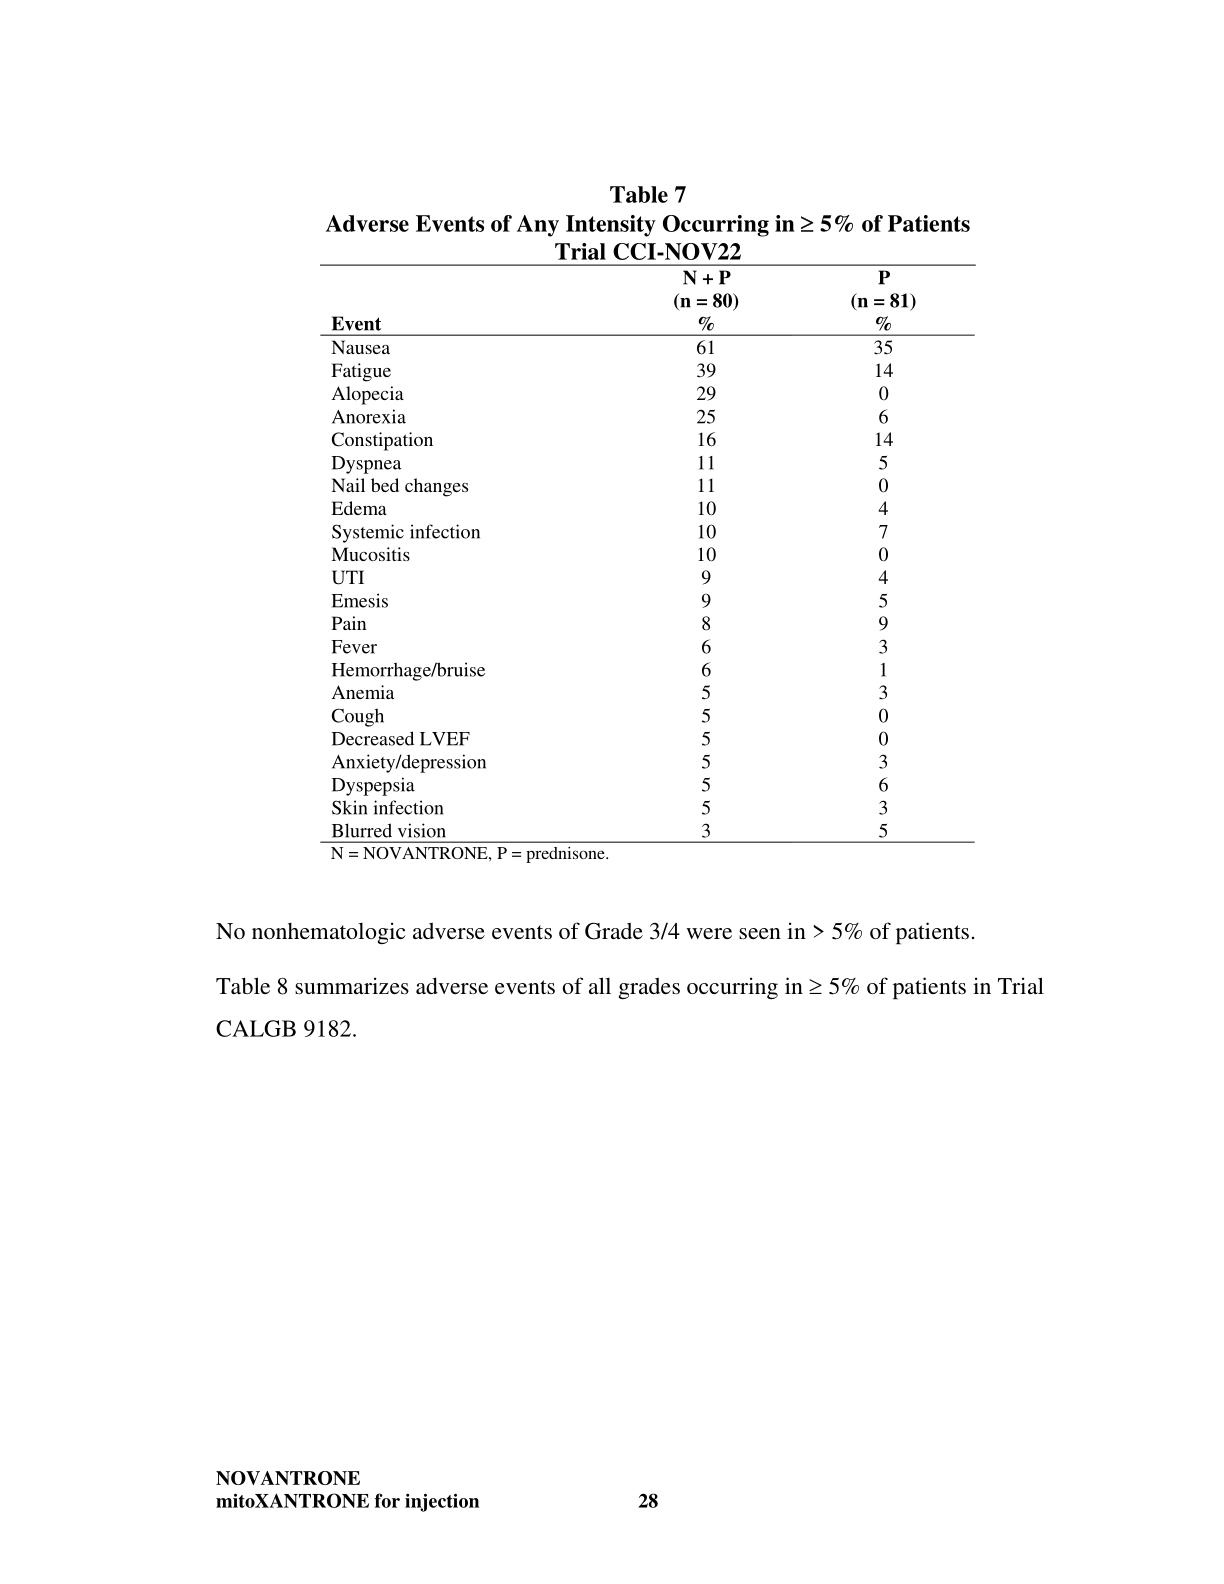 Table 7
Adverse Events of Any Intensity Occurring in ≥ 5% of Patients
Trial CCI-NOV22
N + P P
(n = 80) (n = 81)
Event % %
Nausea 61 35
Fatigue 39 14
Alopecia 29 0
Anorexia 25 6
Constipation 16 14
Dyspnea 11 5
Nail bed changes 11 0
Edema 10 4
Systemic infection 10 7
Mucositis 10 0
UTI 9 4
Emesis 9 5
Pain 8 9
Fever 6 3
Hemorrhage/bruise 6 1
Anemia 5 3
Cough 5 0
Decreased LVEF 5 0
Anxiety/depression 5 3
Dyspepsia 5 6
Skin infection 5 3
Blurred vision 3 5
N = NOVANTRONE, P = prednisone.
No nonhematologic adverse events of Grade 3/4 were seen in > 5% of patients.
Table 8 summarizes adverse events of all grades occurring in ≥ 5% of patients in Trial
CALGB 9182.
NOVANTRONE
mitoXANTRONE for injection 28